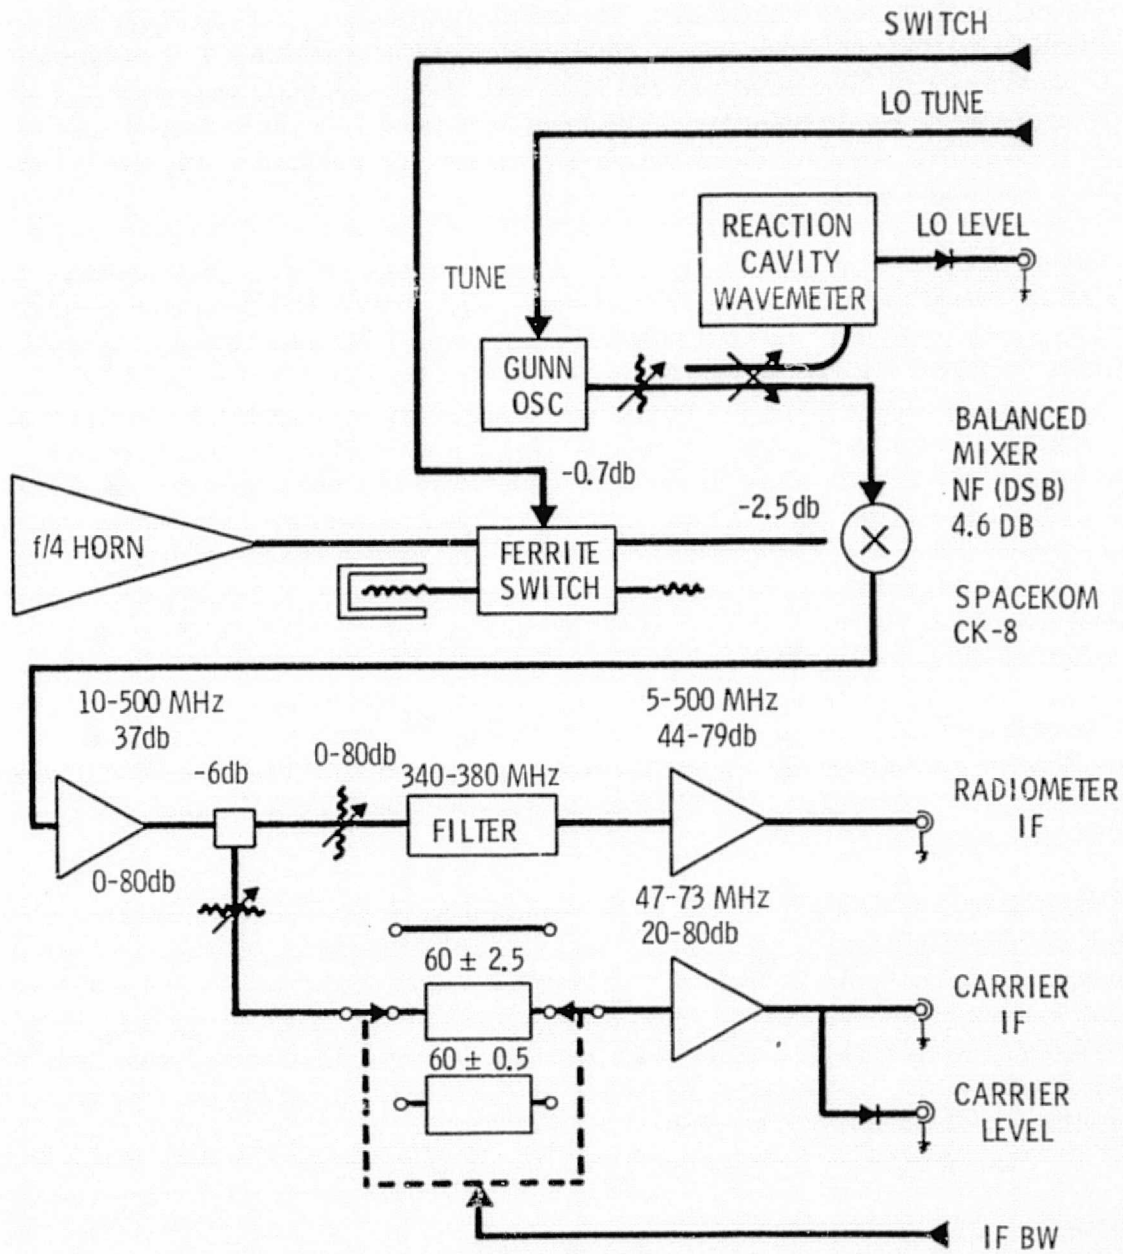 SWITCH
LO TUNE
REACTION
CAVITY
WAVEMETER
LO LEVEL
TUNE
GUNN
OSC
BALANCED
MIXER
NF (DSB)
4.6 DB
-0.7db
-2.5db
f/4 HORN
FERRITE
SWITCH
SPACEKOM
CK-8
10-500 MHz
37db
5-500 MHz
44-79db
-6db
0-80db
340-380 MHz
FILTER
RADIOMETER
IF
0-80db
47-73 MHz
20-80db
60 ± 2.5
CARRIER
IF
60 ± 0.5
CARRIER
LEVEL
IF BW